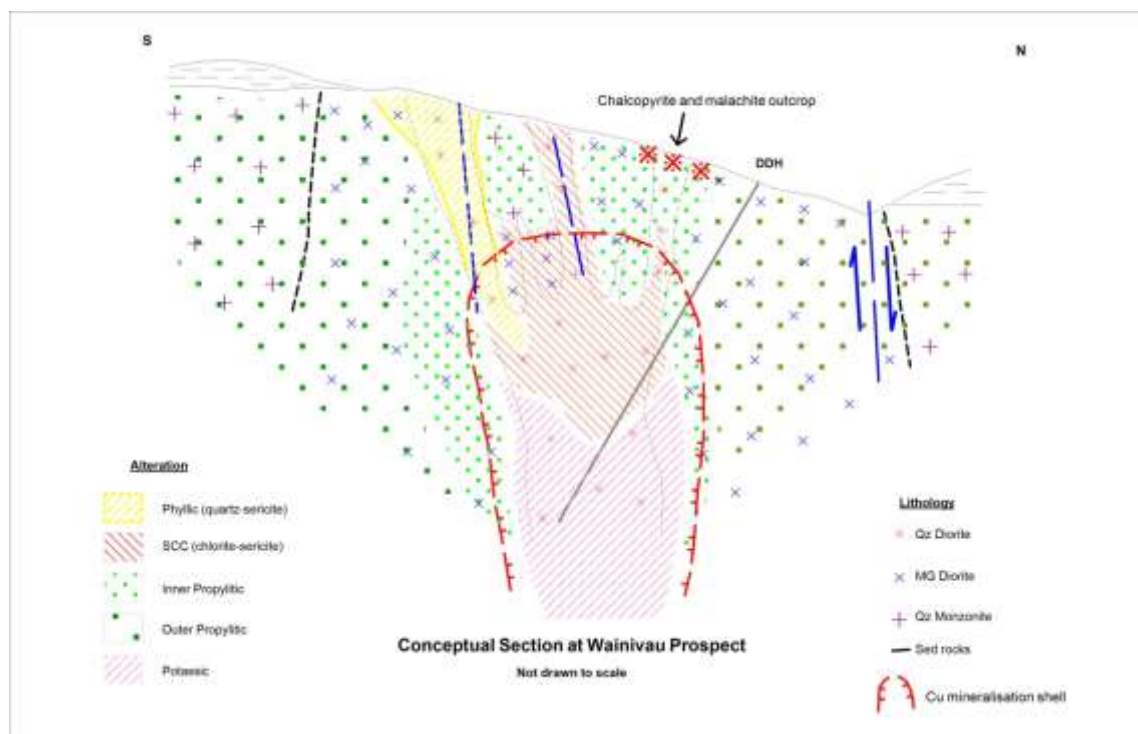 S
N
Chalcopyrite and malachite outcrop
DDH
Alteration
Phyllic (quartz-sericite)
SCC (chlorite-sericite)
Inner Propylitic
Outer Propylitic
Potassic
Conceptual Section at Wainivau Prospect
Not drawn to scale
Lithology
Qz Diorite
MG Diorite
Qz Monzonite
Sed rocks
Cu mineralisation shell